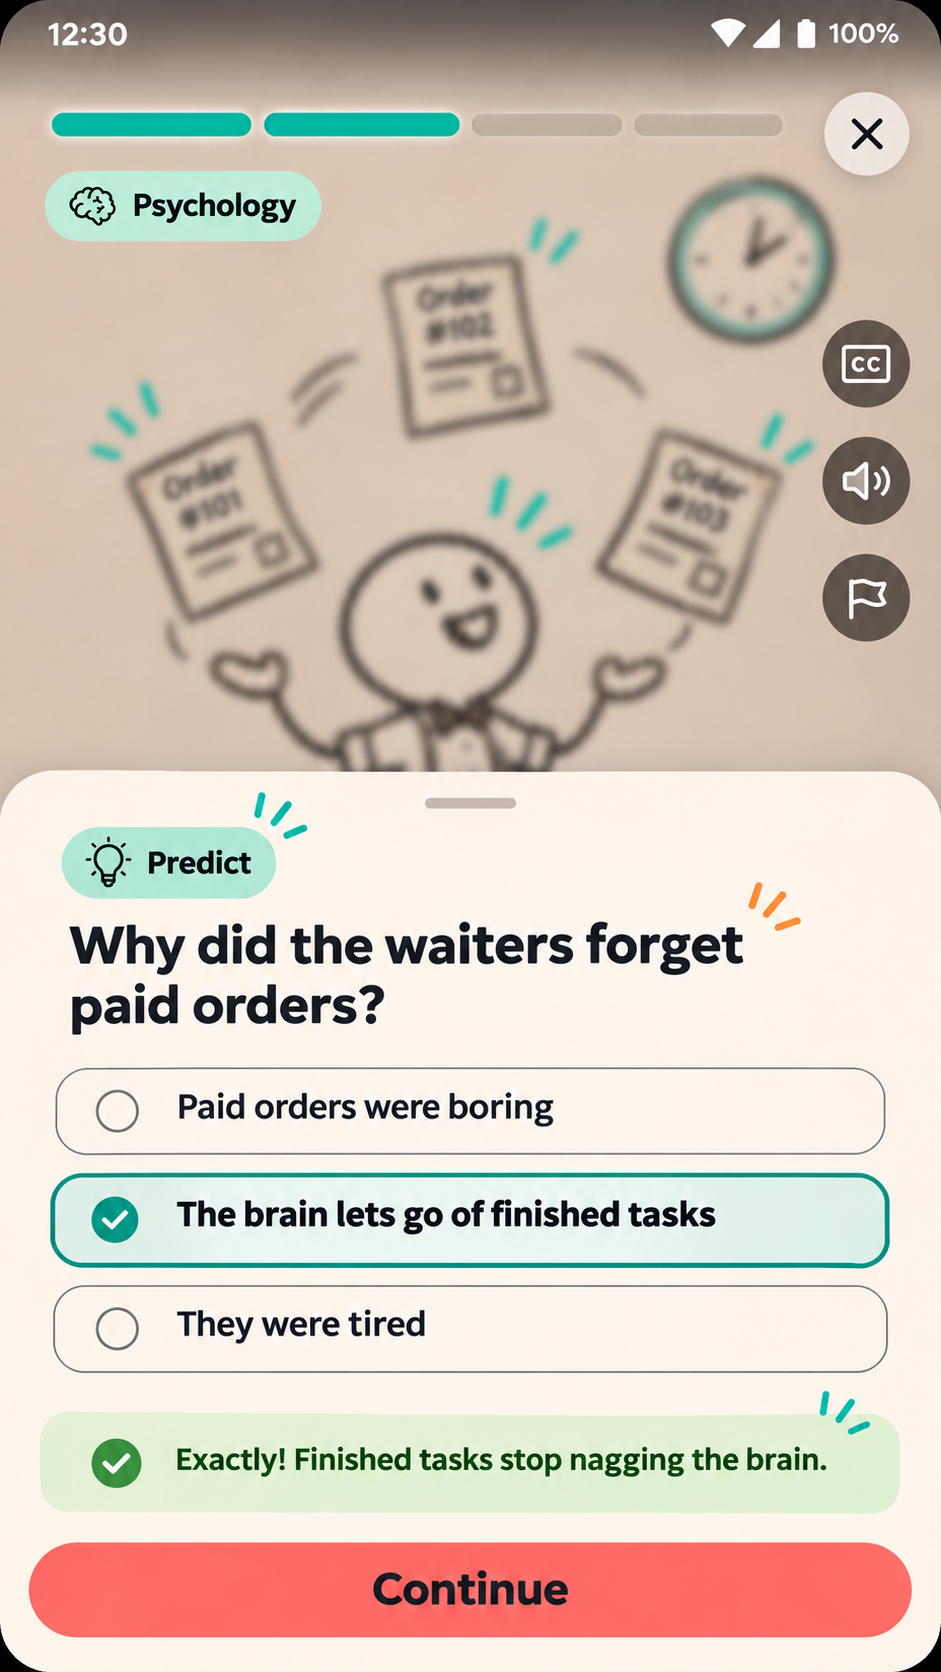 12:30
100%
Psychology
Order
#102
Order
#101
Order
#103
CC
Predict
Why did the waiters forget
paid orders?
Paid orders were boring
The brain lets go of finished tasks
They were tired
Exactly! Finished tasks stop nagging the brain.
Continue